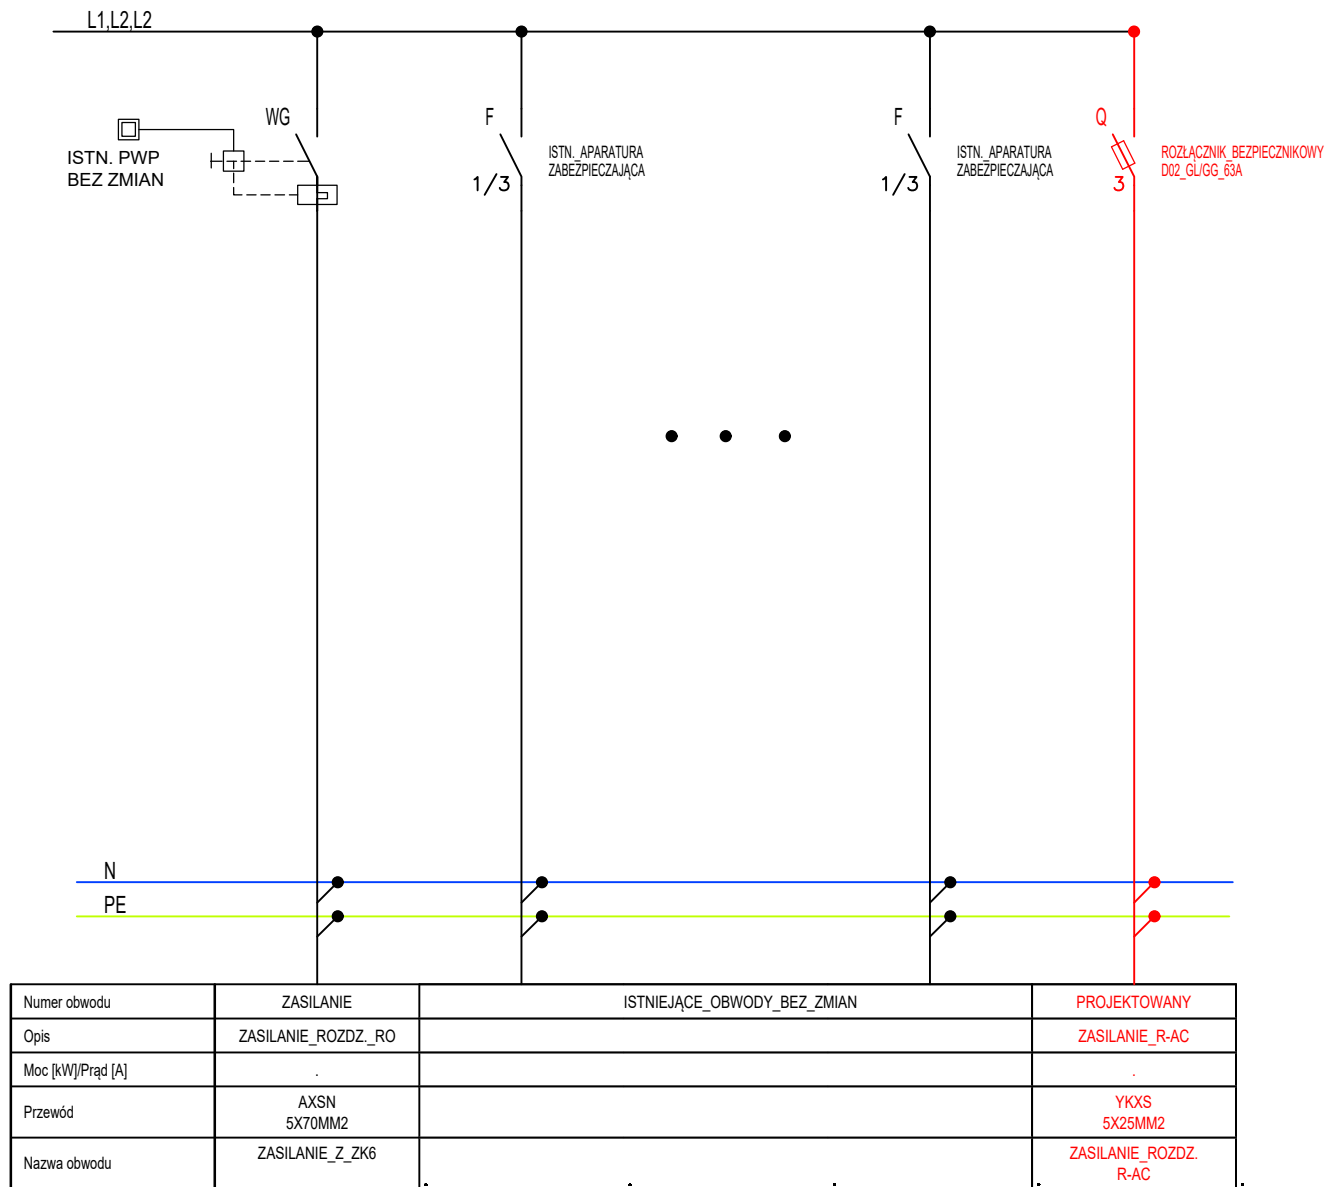 L1,L2,L2
WG
ISTN. PWP
BEZ ZMIAN
F
1/3
ISTN._APARATURA
ZABEZPIECZAJĄCA
F
1/3
ISTN._APARATURA
ZABEZPIECZAJĄCA
Q
3
ROZŁĄCZNIK_BEZPIECZNIKOWY
D02_GL/GG_63A
N
PE
Numer obwodu
ZASILANIE
ISTNIEJĄCE_OBWODY_BEZ_ZMIAN
PROJEKTOWANY
Opis
ZASILANIE_ROZDZ._RO
ZASILANIE_R-AC
Moc [kW]/Prąd [A]
.
.
Przewód
AXSN
5X70MM2
YKXS
5X25MM2
Nazwa obwodu
ZASILANIE_Z_ZK6
ZASILANIE_ROZDZ.
R-AC